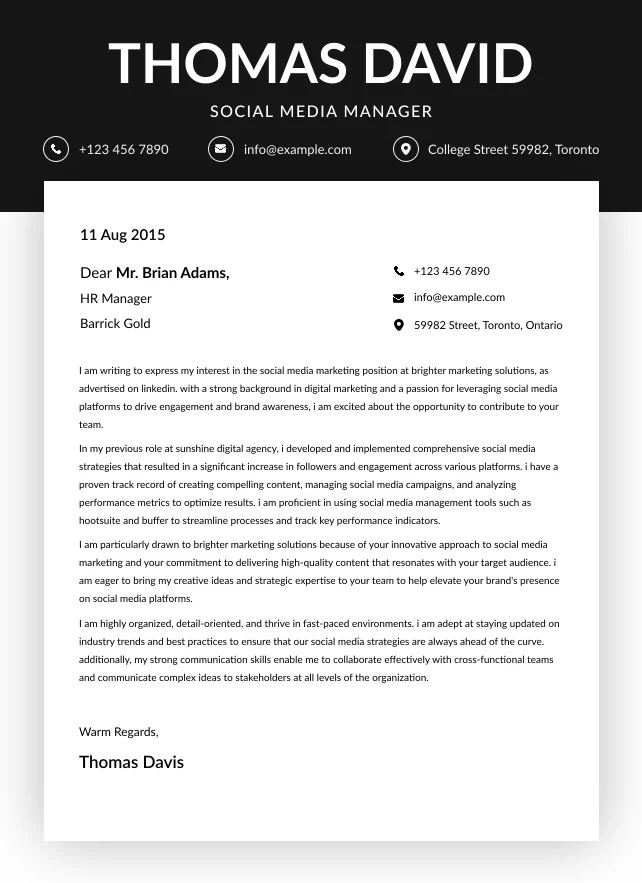 THOMAS DAVID
SOCIAL MEDIA MANAGER
+123 456 7890
info@example.com
College Street 59982, Toronto
11 Aug 2015
Dear Mr. Brian Adams,
HR Manager
Barrick Gold
+123 456 7890
info@example.com
59982 Street, Toronto, Ontario
I am writing to express my interest in the social media marketing position at brighter marketing solutions, as
advertised on linkedin. with a strong background in digital marketing and a passion for leveraging social media
platforms to drive engagement and brand awareness, i am excited about the opportunity to contribute to your
team.
In my previous role at sunshine digital agency, i developed and implemented comprehensive social media
strategies that resulted in a significant increase in followers and engagement across various platforms. i have a
proven track record of creating compelling content, managing social media campaigns, and analyzing
performance metrics to optimize results. i am proficient in using social media management tools such as
hootsuite and buffer to streamline processes and track key performance indicators.
I am particularly drawn to brighter marketing solutions because of your innovative approach to social media
marketing and your commitment to delivering high-quality content that resonates with your target audience. i
am eager to bring my creative ideas and strategic expertise to your team to help elevate your brand's presence
on social media platforms.
I am highly organized, detail-oriented, and thrive in fast-paced environments. i am adept at staying updated on
industry trends and best practices to ensure that our social media strategies are always ahead of the curve.
additionally, my strong communication skills enable me to collaborate effectively with cross-functional teams
and communicate complex ideas to stakeholders at all levels of the organization.
Warm Regards,
Thomas Davis